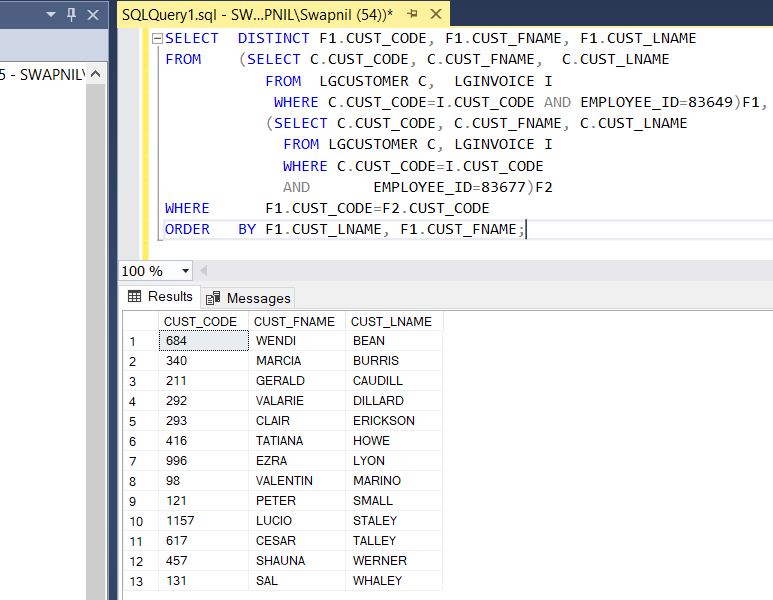 SQLQuery1.sql - SW...PNIL\Swapnil (54))*
5 - SWAPNIL\
SELECT DISTINCT F1.CUST_CODE, F1.CUST_FNAME, F1.CUST_LNAME
FROM (SELECT C.CUST_CODE, C.CUST_FNAME, C.CUST_LNAME
FROM LGCUSTOMER C, LGINVOICE I
WHERE C.CUST_CODE=I.CUST_CODE AND EMPLOYEE_ID=83649)F1,
(SELECT C.CUST_CODE, C.CUST_FNAME, C.CUST_LNAME
FROM LGCUSTOMER C, LGINVOICE I
WHERE C.CUST_CODE=I.CUST_CODE
AND EMPLOYEE_ID=83677)F2
WHERE F1.CUST_CODE=F2.CUST_CODE
ORDER BY F1.CUST_LNAME, F1.CUST_FNAME;
100 %
Results Messages
CUST_CODE CUST_FNAME CUST_LNAME
1 684 WENDI BEAN
2 340 MARCIA BURRIS
3 211 GERALD CAUDILL
4 292 VALARIE DILLARD
5 293 CLAIR ERICKSON
6 416 TATIANA HOWE
7 996 EZRA LYON
8 98 VALENTIN MARINO
9 121 PETER SMALL
10 1157 LUCIO STALEY
11 617 CESAR TALLEY
12 457 SHAUNA WERNER
13 131 SAL WHALEY